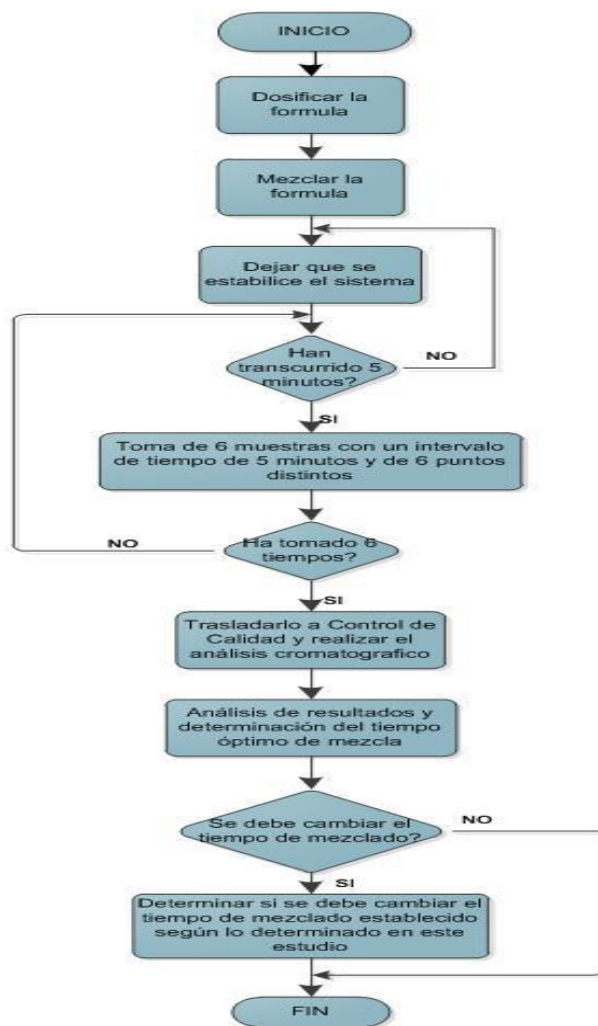 INICIO
Dosificar la
formula
Mezclar la
formula
Dejar que se
estabilice el sistema
Han
transcurrido 5
minutos?
NO
SI
Toma de 6 muestras con un intervalo
de tiempo de 5 minutos y de 6 puntos
distintos
Ha tomado 6
tiempos?
NO
SI
Trasladarlo a Control de
Calidad y realizar el
análisis cromatografico
Análisis de resultados y
determinación del tiempo
óptimo de mezcla
Se debe cambiar el
tiempo de mezclado?
NO
SI
Determinar si se debe cambiar el
tiempo de mezclado establecido
según lo determinado en este
estudio
FIN